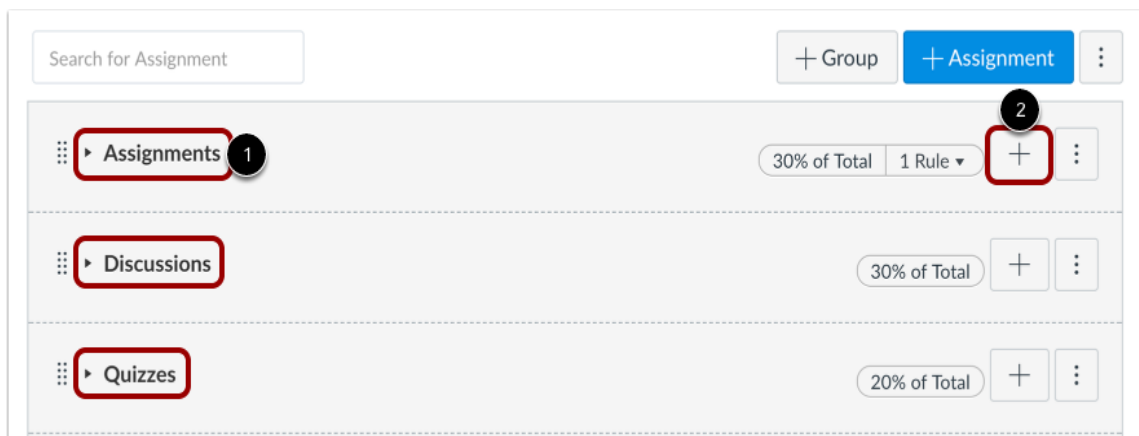 Search for Assignment
+ Group
+ Assignment
2
Assignments 1
30% of Total 1 Rule
+
Discussions
30% of Total
+
Quizzes
20% of Total
+